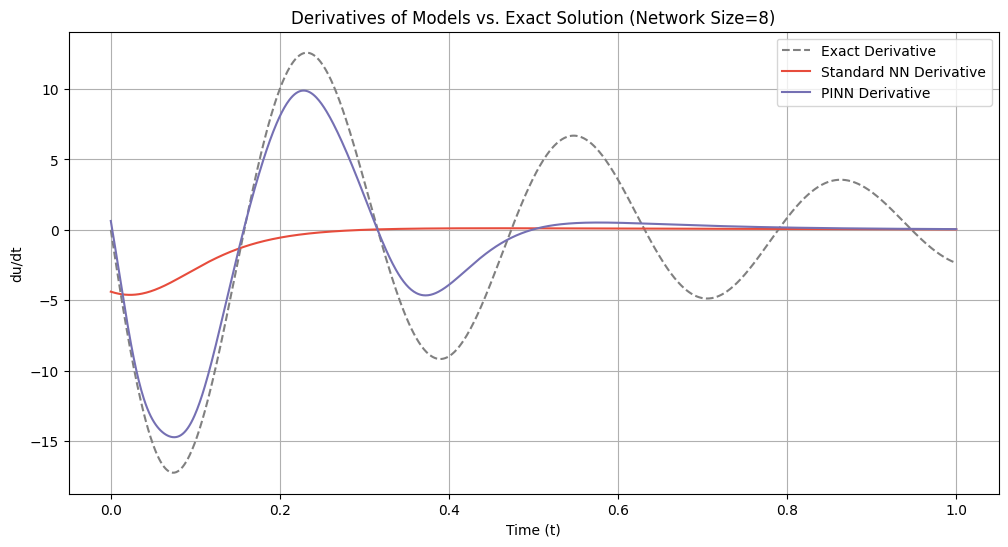 Derivatives of Models vs. Exact Solution (Network Size=8)
Exact Derivative
Standard NN Derivative
PINN Derivative
du/dt
10
5
0
−5
−10
−15
0.0 0.2 0.4 0.6 0.8 1.0
Time (t)